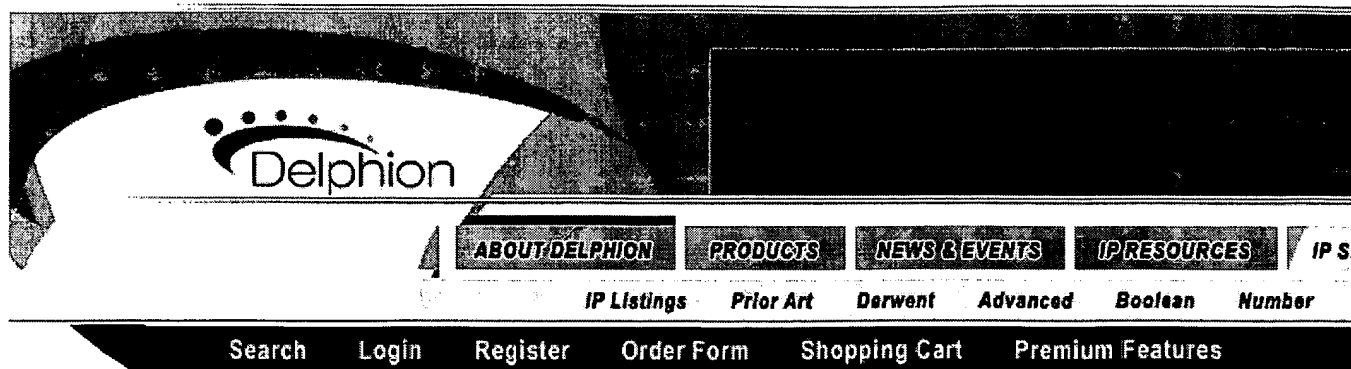 Delphion
ABOUT DELPHION PRODUCTS NEWS & EVENTS IP RESOURCES IP S
IP Listings Prior Art Derwent Advanced Boolean Number
Search Login Register Order Form Shopping Cart Premium Features